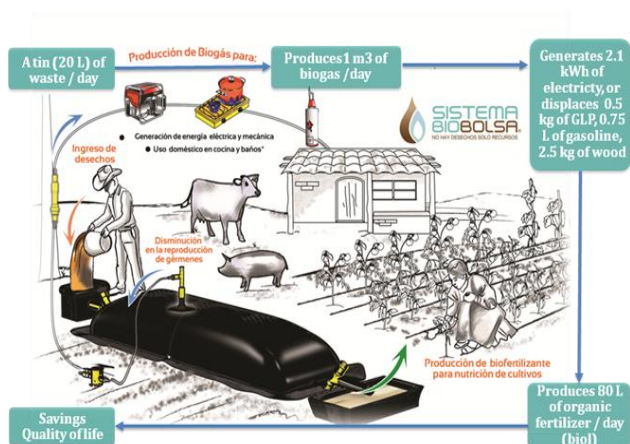 A tin (20 L) of
waste / day
Producción de Biogás para:
Produces 1 m3 of
biogas /day
Generates 2.1
kWh of
electricty, or
displaces 0.5
kg of GLP, 0.75
L of gasoline,
2.5 kg of wood
SISTEMA
BIOBOLSA
NO HAY DESECHOS SOLO RECURSOS
• Generación de energía eléctrica y mecánica
• Uso doméstico en cocina y baños*
Ingreso de
desechos
Disminución
en la reproducción
de gérmenes
Producción de biofertilizante
para nutrición de cultivos
Produces 80 L
of organic
fertilizer / day
(biol)
Savings
Quality of life